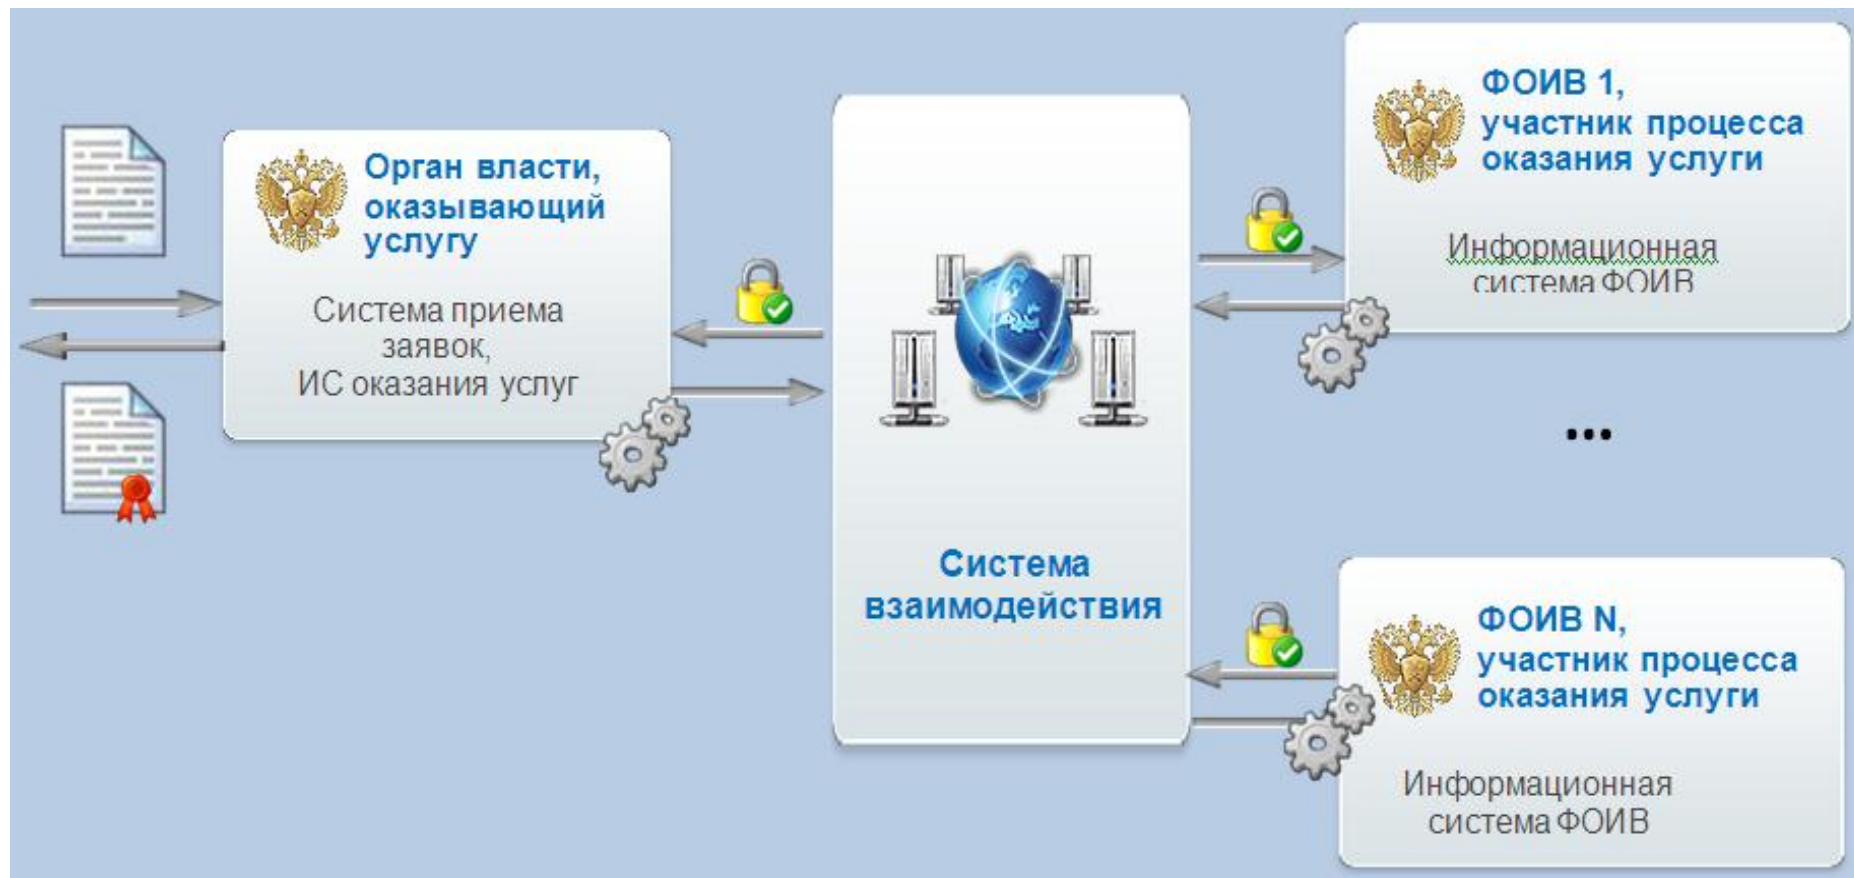 Орган власти,
оказывающий
услугу
Система приема
заявок,
ИС оказания услуг
Система
взаимодействия
ФОИВ 1,
участник процесса
оказания услуги
Информационная
система ФОИВ
...
ФОИВ N,
участник процесса
оказания услуги
Информационная
система ФОИВ